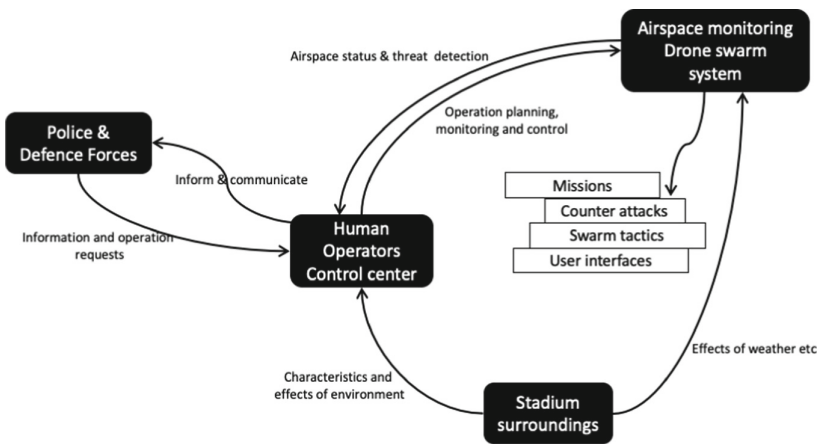 Airspace monitoring
Drone swarm
system
Airspace status & threat detection
Operation planning,
monitoring and control
Police &
Defence Forces
Inform & communicate
Missions
Counter attacks
Swarm tactics
User interfaces
Information and operation
requests
Human
Operators
Control center
Effects of weather etc
Characteristics and
effects of environment
Stadium
surroundings